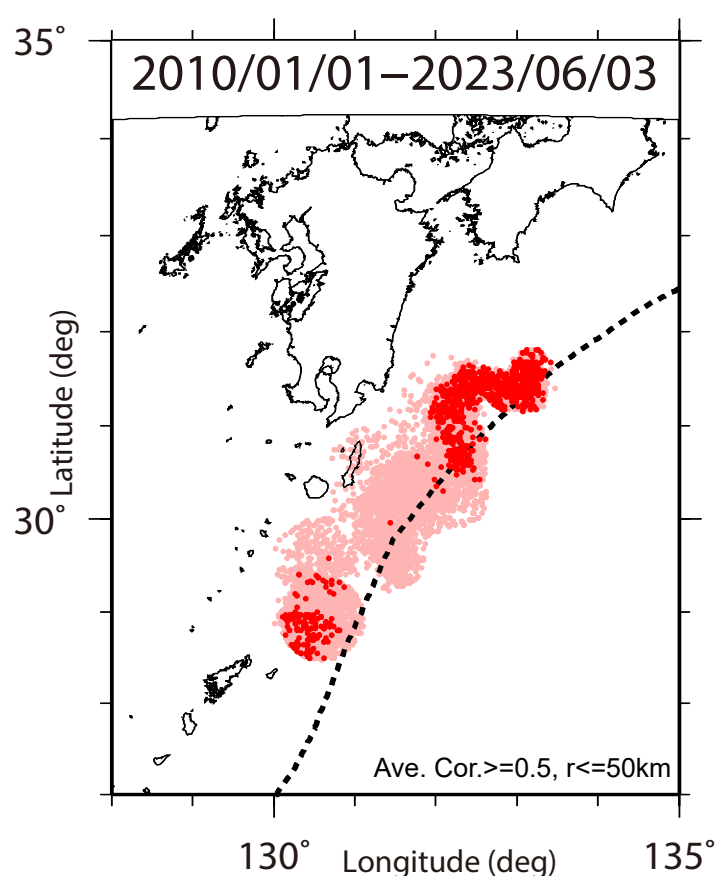 35°
2010/01/01−2023/06/03
Latitude (deg)
30°
Ave. Cor.>=0.5, r<=50km
130°
Longitude (deg)
135°